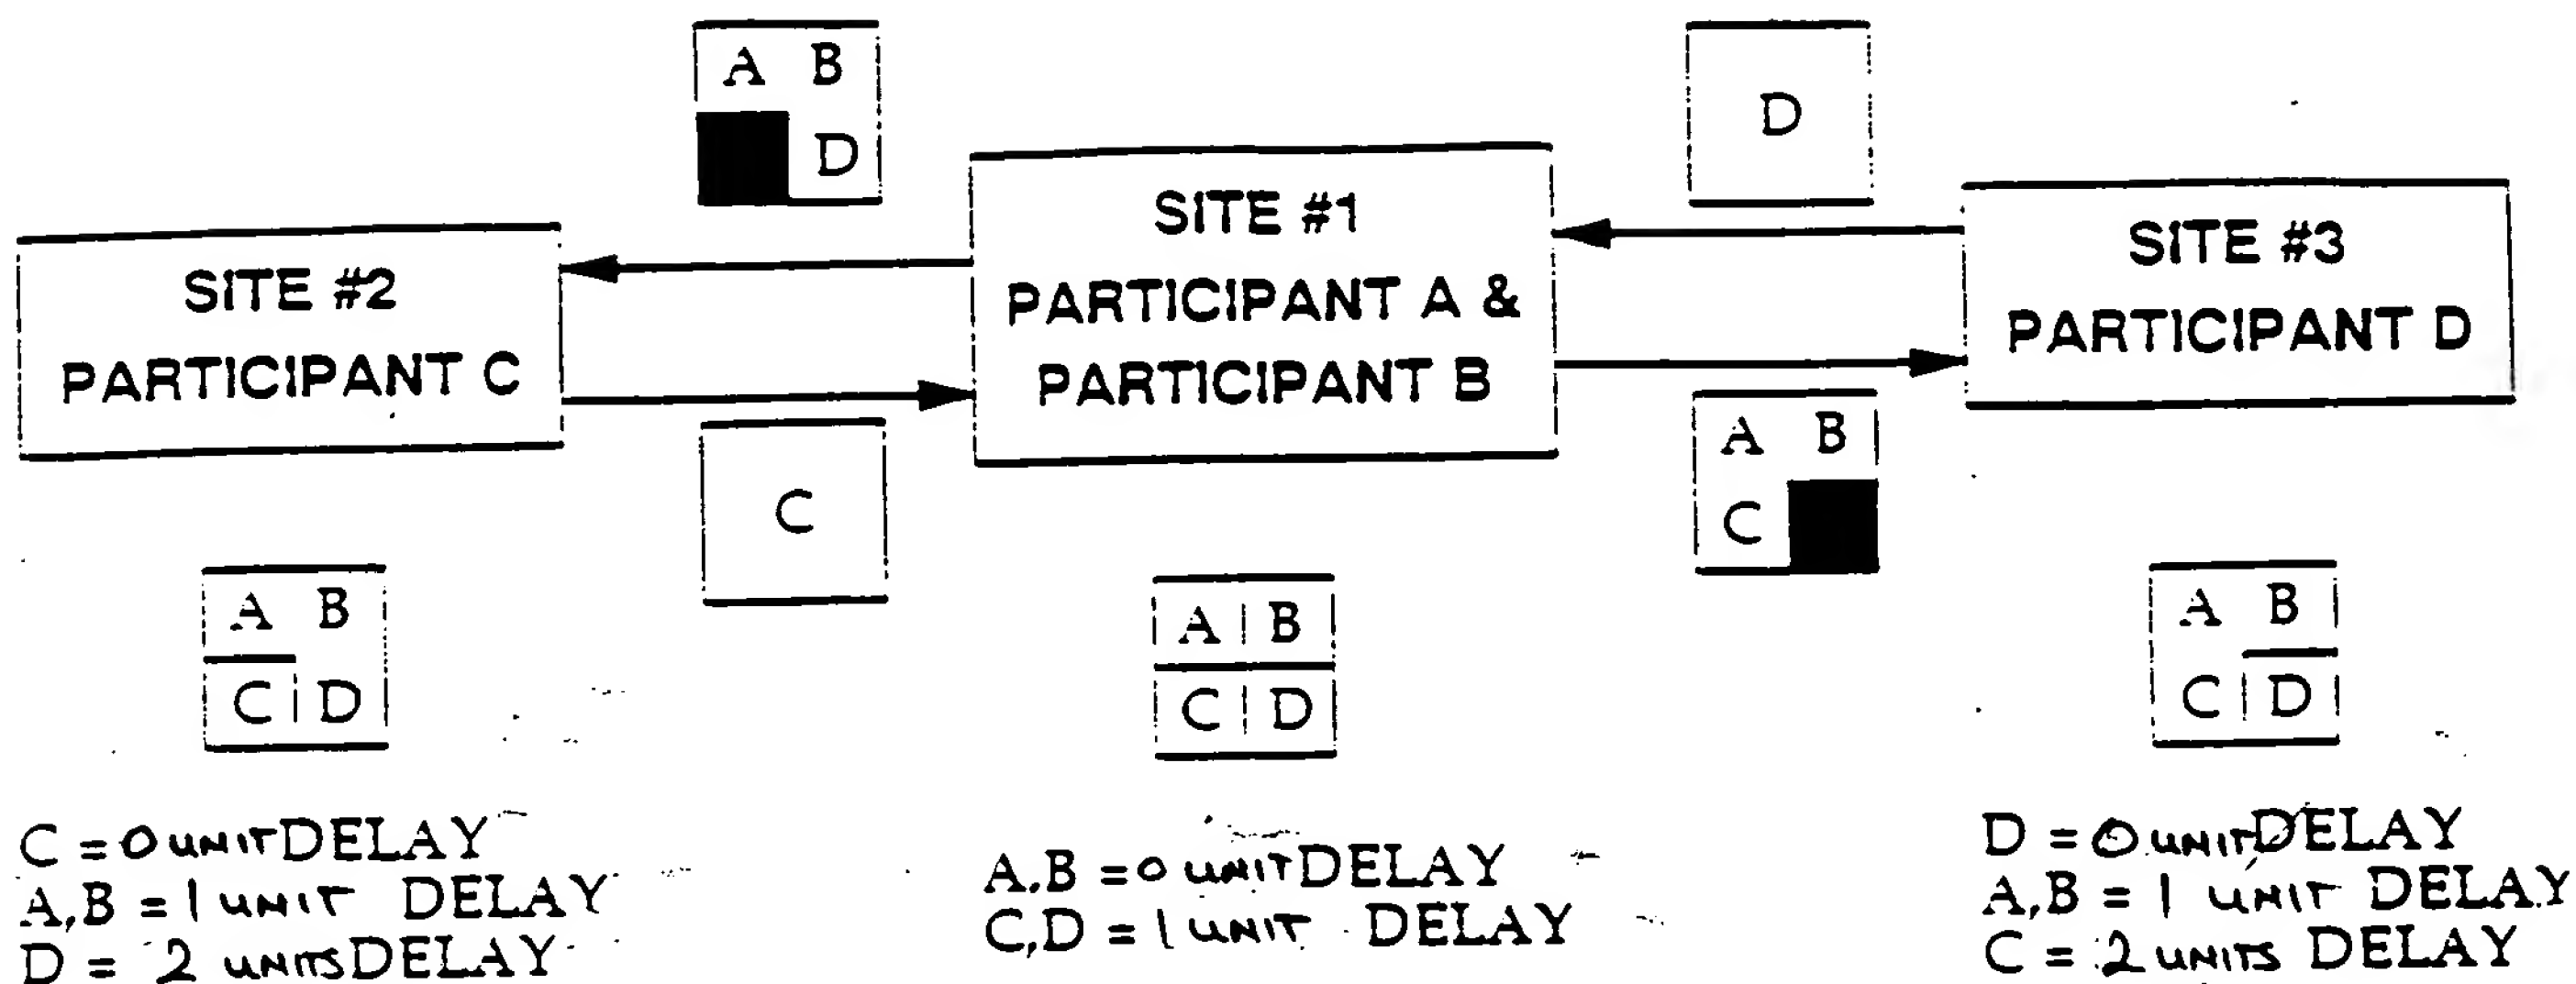 A B
D
D
SITE #2
PARTICIPANT C
SITE #1
PARTICIPANT A &
PARTICIPANT B
SITE #3
PARTICIPANT D
C
A B
C
A B
C D
A B
C D
A B
C D
C = 0 UNIT DELAY
A,B = 1 UNIT DELAY
D = 2 UNITS DELAY
A,B = 0 UNIT DELAY
C,D = 1 UNIT DELAY
D = 0 UNIT DELAY
A,B = 1 UNIT DELAY
C = 2 UNITS DELAY